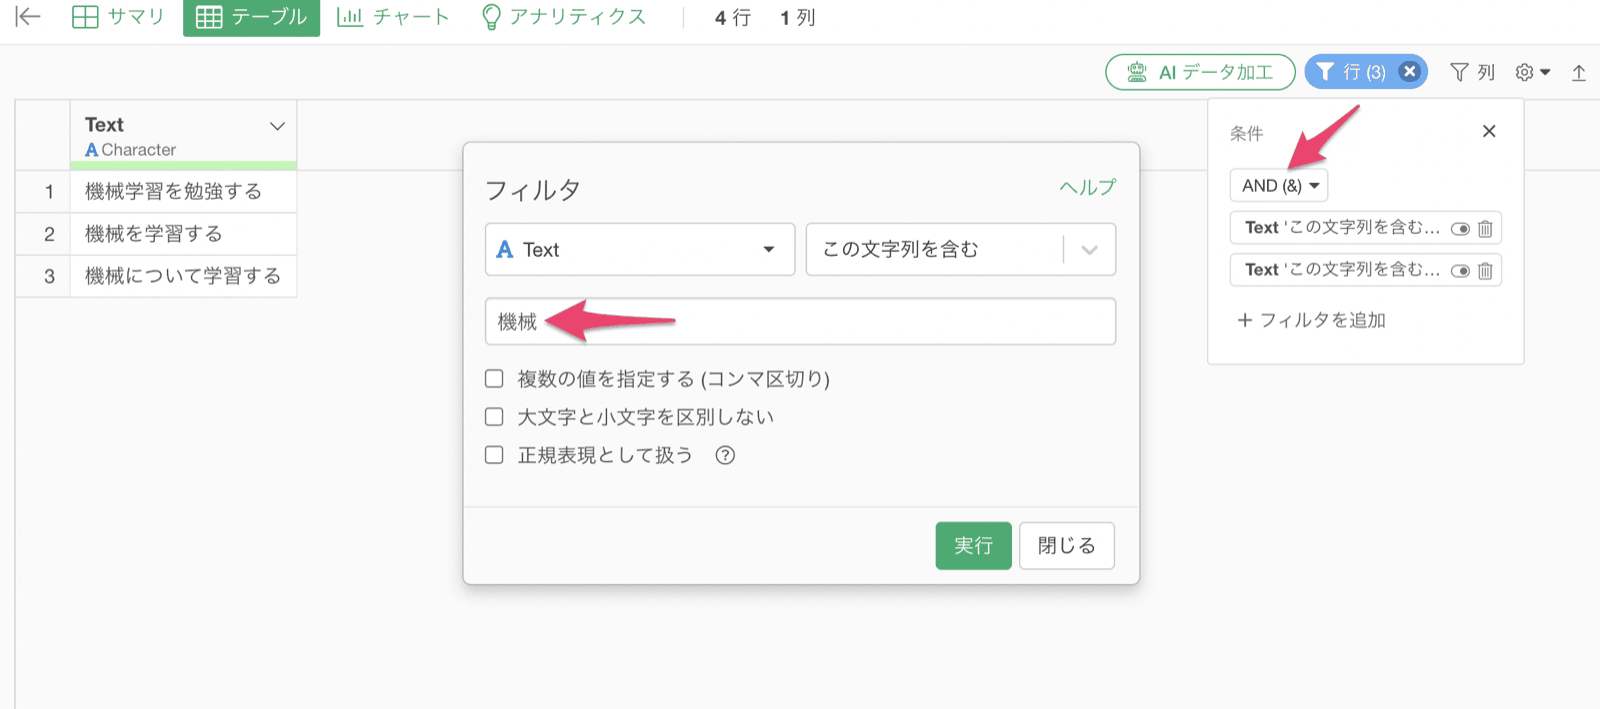 サマリ テーブル チャート アナリティクス 4 行 1 列
AI データ加工 行 (3) 列
Text
A Character
1 機械学習を勉強する
2 機械を学習する
3 機械について学習する
フィルタ ヘルプ
A Text この文字列を含む
機械
複数の値を指定する (コンマ区切り)
大文字と小文字を区別しない
正規表現として扱う ?
実行 閉じる
条件
AND (&)
Text 'この文字列を含む...
Text 'この文字列を含む...
+ フィルタを追加